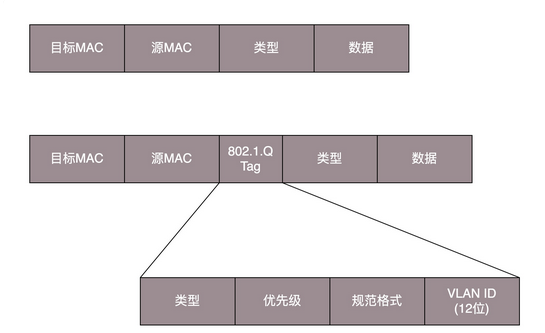 目标MAC 源MAC 类型 数据
目标MAC 源MAC 802.1.Q
Tag 类型 数据
类型 优先级 规范格式 VLAN ID
(12位)